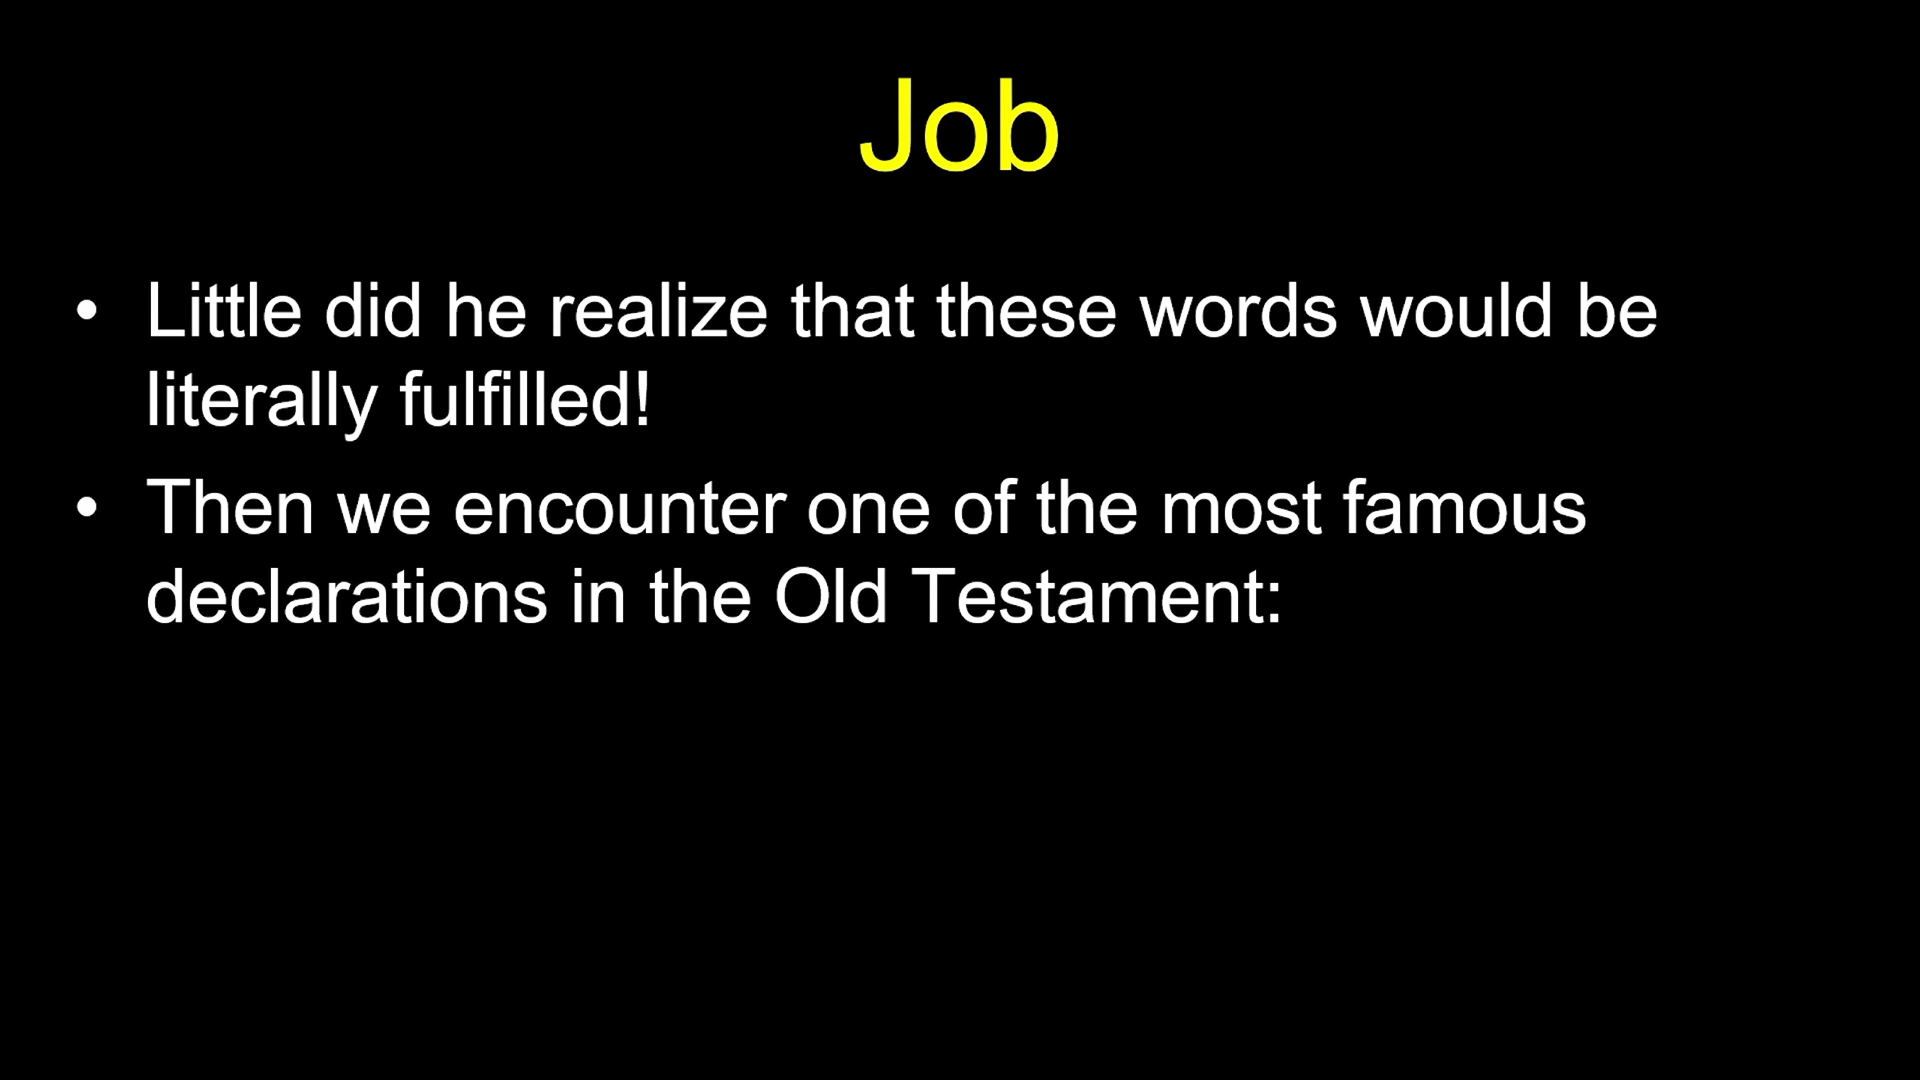 Job
• Little did he realize that these words would be
literally fulfilled!
• Then we encounter one of the most famous
declarations in the Old Testament: